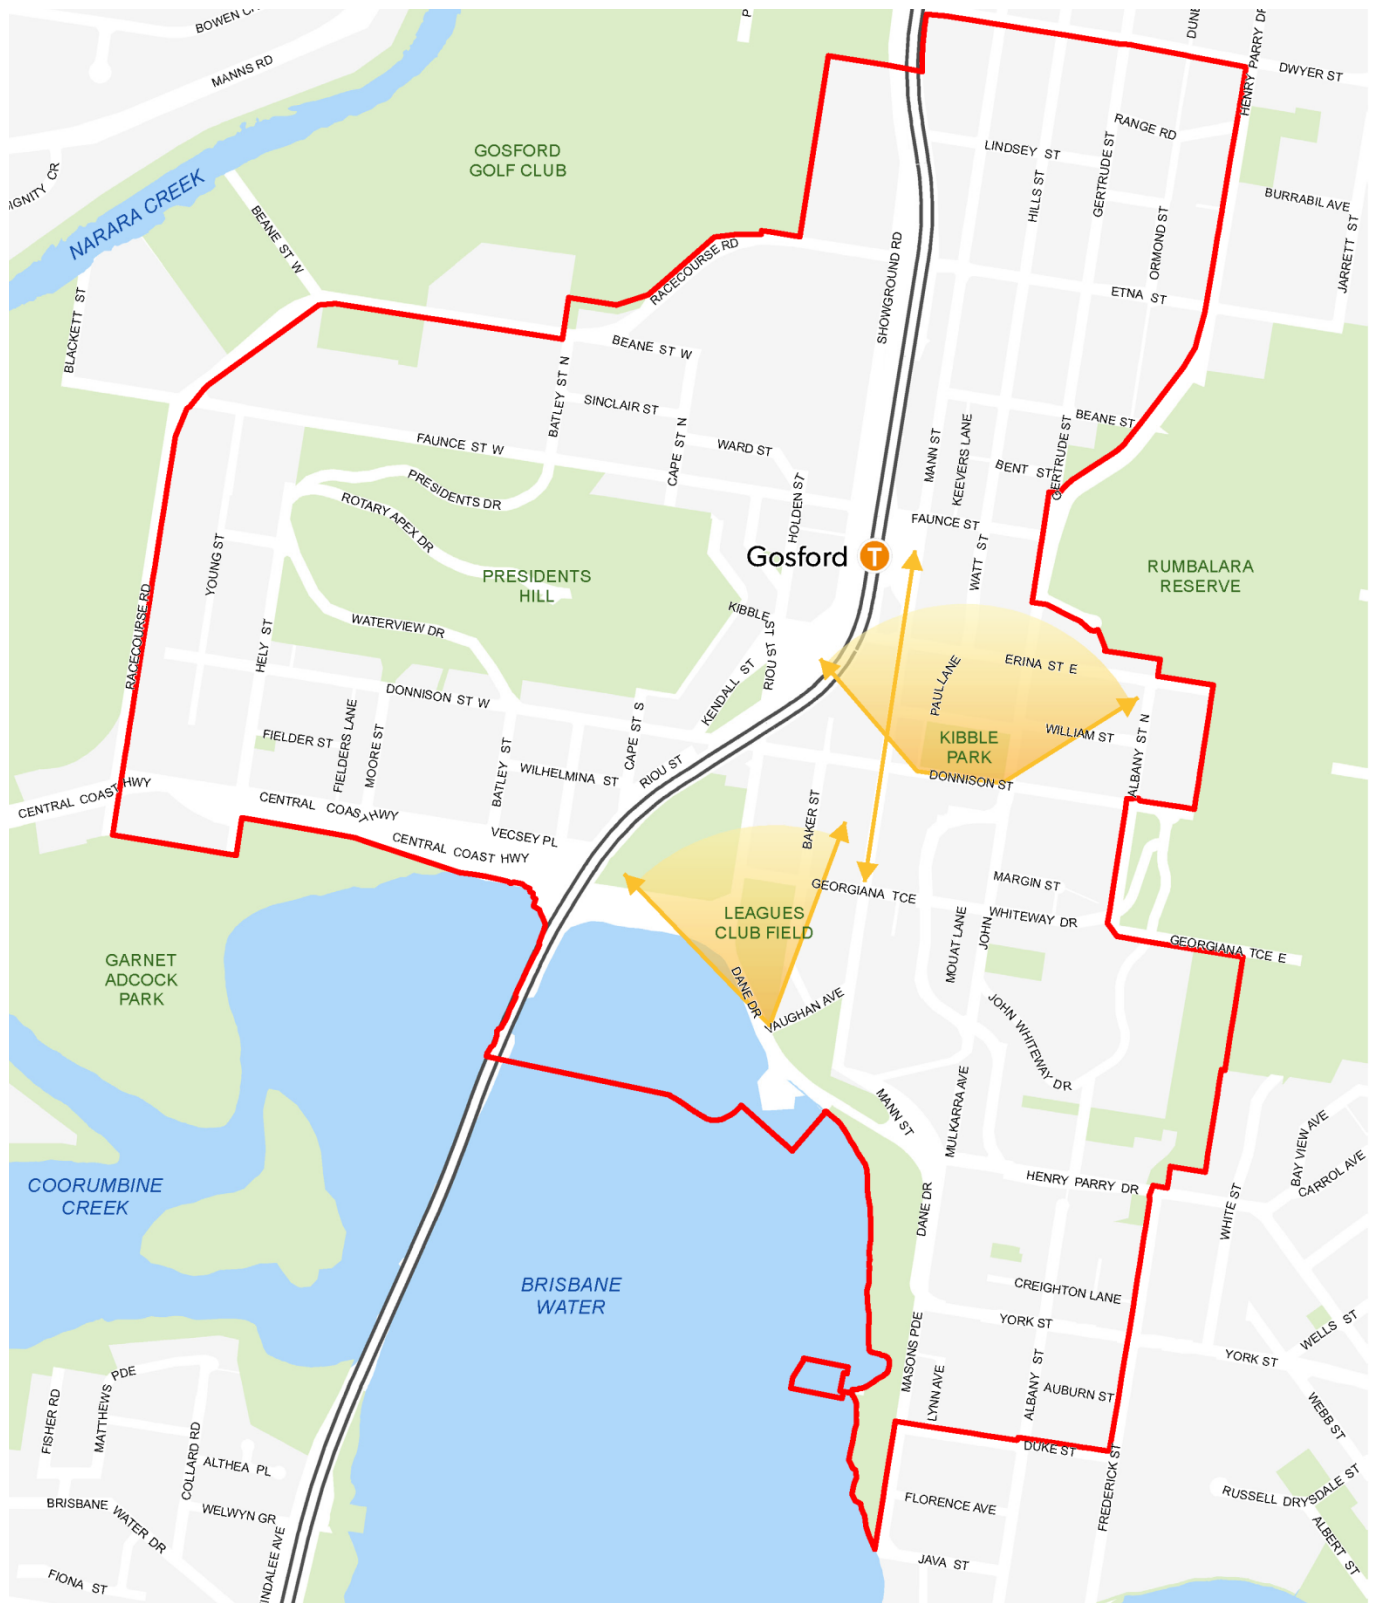 BOWEN
P
DUNE
HENRY PARRY DR
DWYER ST
MANNS RD
RANGE RD
LINDSEY ST
GERTRUDE ST
HILLS ST
BURRABIL AVE
JARRETT ST
ORMOND ST
IGNITY CR
GOSFORD
GOLF CLUB
NARARA CREEK
BEANE ST W
RACECOURSE RD
SHOWGROUND RD
ETNA ST
BLACKETT ST
BEANE ST W
BATLEY ST N
SINCLAIR ST
BEANE ST
MANN ST
KEEVERS LANE
GERTRUDE ST
FAUNCE ST W
CAPE ST N
WARD ST
BENT ST
PRESIDENTS DR
ROTARY APEX DR
HOLDEN ST
FAUNCE ST
WATT ST
Gosford
T
YOUNG ST
PRESIDENTS
HILL
RUMBALARA
RESERVE
KIBBLE ST
RACECOURSE RD
WATERVIEW DR
HELY ST
RIOU ST
KENDALL ST
ERINA ST E
PAUL LANE
DONNISON ST W
FIELDERS LANE
MOORE ST
FIELDER ST
CAPE ST S
BATLEY ST
WILHELMINA ST
RIOU ST
KIBBLE
PARK
WILLIAM ST
ALBANY ST N
DONNISON ST
CENTRAL COAST HWY
CENTRAL COAST HWY
VECSEY PL
CENTRAL COAST HWY
BAKER ST
GEORGIANA TCE
MARGIN ST
WHITEWAY DR
LEAGUES
CLUB FIELD
MOUAT LANE
JOHN
GEORGIANA TCE E
GARNET
ADCOCK
PARK
DANE DR
VAUGHAN AVE
JOHN WHITEWAY DR
MANN ST
MULKARRA AVE
BAY VIEW AVE
CARROL AVE
COORUMBINE
CREEK
HENRY PARRY DR
WHITE ST
DANE DR
BRISBANE
WATER
CREIGHTON LANE
YORK ST
WELLS ST
YORK ST
MASONS PDE
LYNN AVE
ALBANY ST
AUBURN ST
WEBB ST
MATTHEWS PDE
FISHER RD
COLLARD RD
ALTHEA PL
DUKE ST
FREDERICK ST
RUSSELL DRYSDALE ST
ALBERT ST
BRISBANE WATER DR
WELWYN GR
FLORENCE AVE
JAVA ST
FIONA ST
INDALEE AVE